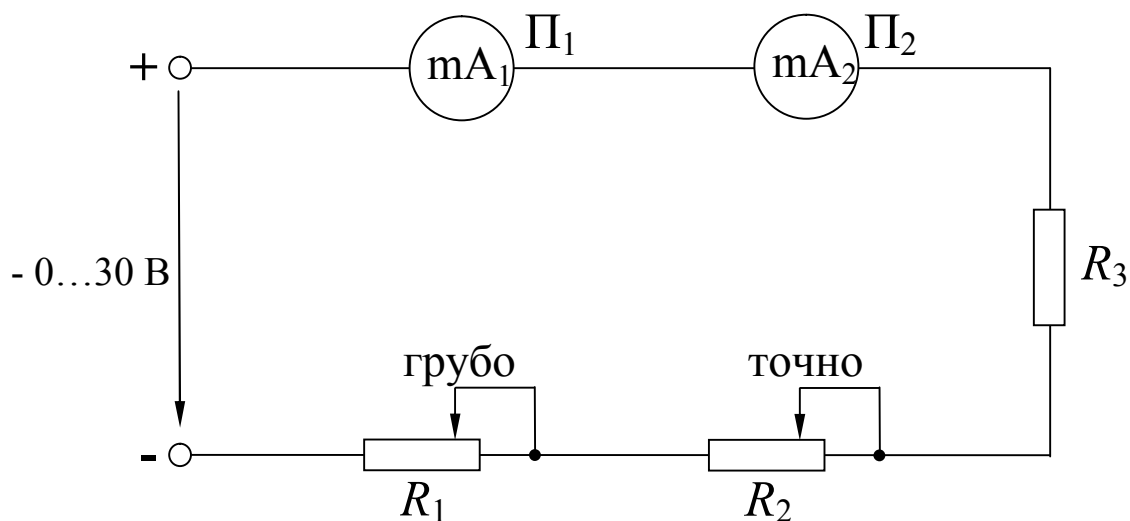 П₁ П₂
+ mA₁ mA₂
- 0…30 В R₃
грубо точно
-
R₁ R₂